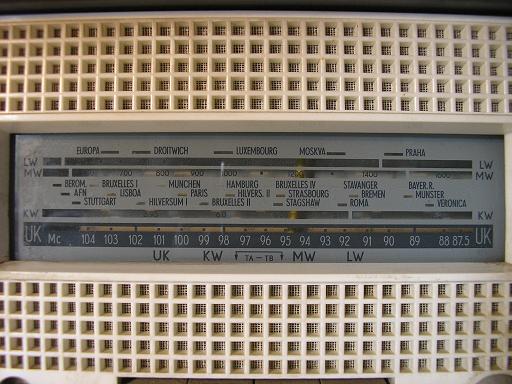 EUROPA DROITWICH LUXEMBOURG MOSKVA PRAHA
LW LW
MW 700 800 900 1200 1400 1600 MW
BEROM. BRUXELLES I MUNCHEN HAMBURG BRUXELLES IV STAVANGER BAYER.R.
AFN LISBOA PARIS HILVERS. II STRASBOURG BREMEN MUNSTER
STUTTGART HILVERSUM I BRUXELLES II STAGSHAW ROMA VERONICA
KW KW
UK Mc 104 103 102 101 100 99 98 97 96 95 94 93 92 91 90 89 88 87.5 UK
UK KW TA-TB MW LW